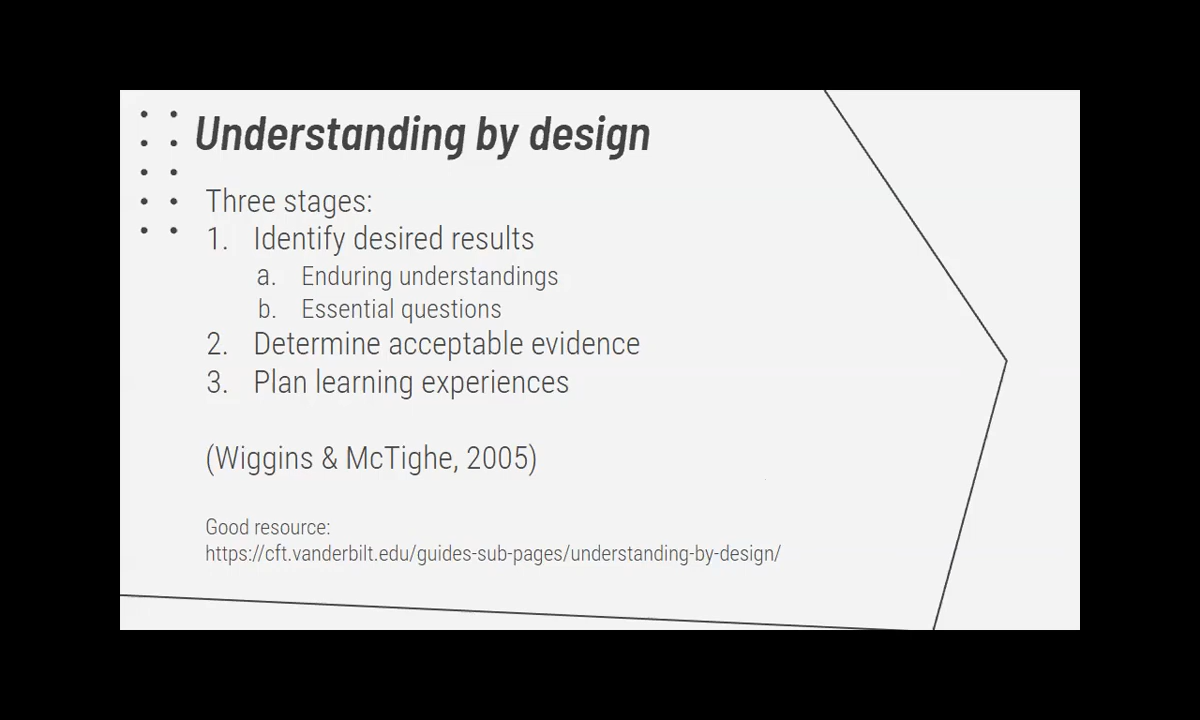 Understanding by design
Three stages:
1. Identify desired results
a. Enduring understandings
b. Essential questions
2. Determine acceptable evidence
3. Plan learning experiences
(Wiggins & McTighe, 2005)
Good resource:
https://cft.vanderbilt.edu/guides-sub-pages/understanding-by-design/